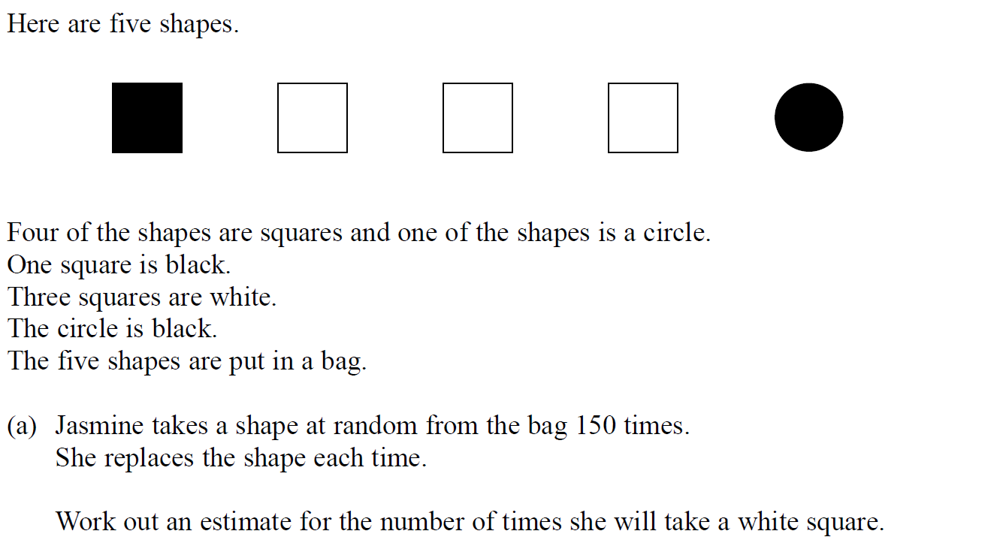 Here are five shapes.
Four of the shapes are squares and one of the shapes is a circle.
One square is black.
Three squares are white.
The circle is black.
The five shapes are put in a bag.
(a) Jasmine takes a shape at random from the bag 150 times.
She replaces the shape each time.
Work out an estimate for the number of times she will take a white square.